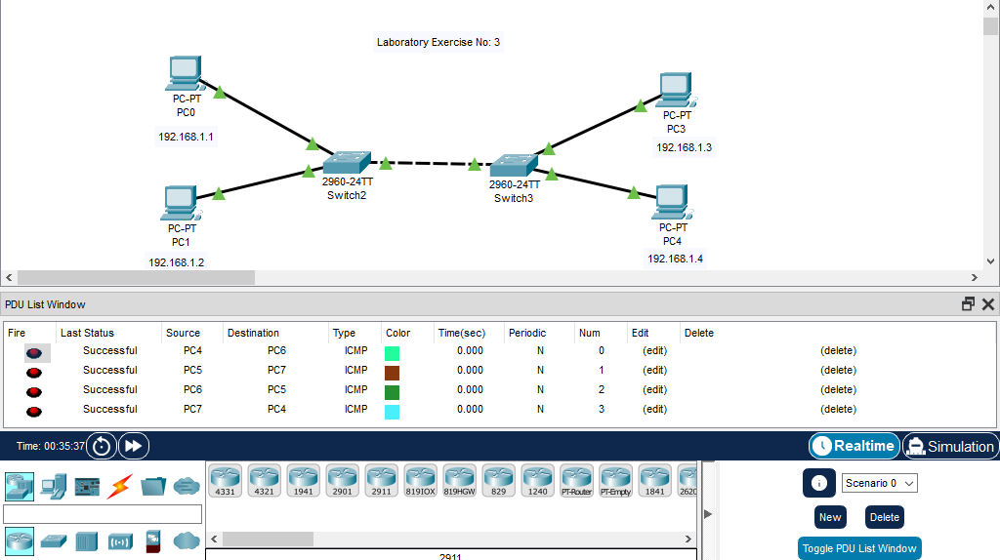 Laboratory Exercise No: 3
PC-PT
PC0
192.168.1.1
PC-PT
PC3
192.168.1.3
2960-24TT
Switch2
2960-24TT
Switch3
PC-PT
PC1
192.168.1.2
PC-PT
PC4
192.168.1.4
PDU List Window
Fire Last Status Source Destination Type Color Time(sec) Periodic Num Edit Delete
Successful PC4 PC6 ICMP 0.000 N 0 (edit) (delete)
Successful PC5 PC7 ICMP 0.000 N 1 (edit) (delete)
Successful PC6 PC5 ICMP 0.000 N 2 (edit) (delete)
Successful PC7 PC4 ICMP 0.000 N 3 (edit) (delete)
Time: 00:35:37
Realtime
Simulation
4331 4321 1941 2901 2911 819IOX 819HGW 829 1240 PT-Router PT-Empty 1841 2620
2911
Scenario 0
New Delete
Toggle PDU List Window